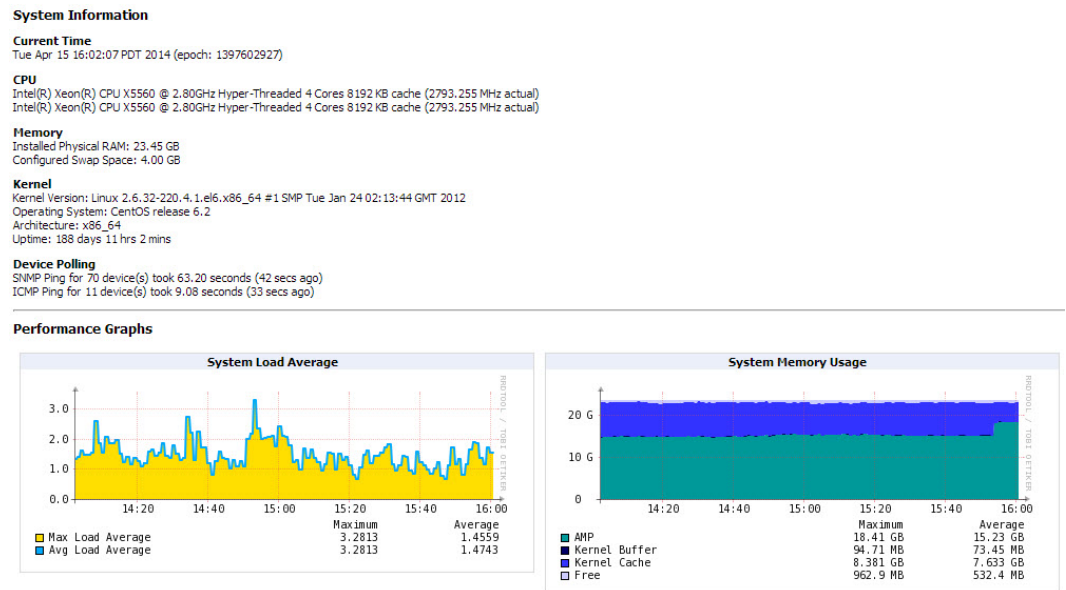 System Information
Current Time
Tue Apr 15 16:02:07 PDT 2014 (epoch: 1397602927)
CPU
Intel(R) Xeon(R) CPU X5560 @ 2.80GHz Hyper-Threaded 4 Cores 8192 KB cache (2793.255 MHz actual)
Intel(R) Xeon(R) CPU X5560 @ 2.80GHz Hyper-Threaded 4 Cores 8192 KB cache (2793.255 MHz actual)
Memory
Installed Physical RAM: 23.45 GB
Configured Swap Space: 4.00 GB
Kernel
Kernel Version: Linux 2.6.32-220.4.1.el6.x86_64 #1 SMP Tue Jan 24 02:13:44 GMT 2012
Operating System: CentOS release 6.2
Architecture: x86_64
Uptime: 188 days 11 hrs 2 mins
Device Polling
SNMP Ping for 70 device(s) took 63.20 seconds (42 secs ago)
ICMP Ping for 11 device(s) took 9.08 seconds (33 secs ago)
Performance Graphs
System Load Average
3.0
2.0
1.0
0.0
14:20 14:40 15:00 15:20 15:40 16:00
RRDTOOL / TOBI OETIKER
Maximum Average
Max Load Average 3.2813 1.4559
Avg Load Average 3.2813 1.4743
System Memory Usage
20 G
10 G
0
14:20 14:40 15:00 15:20 15:40 16:00
RRDTOOL / TOBI OETIKER
Maximum Average
AMP 18.41 GB 15.23 GB
Kernel Buffer 94.71 MB 73.45 MB
Kernel Cache 8.381 GB 7.633 GB
Free 962.9 MB 532.4 MB